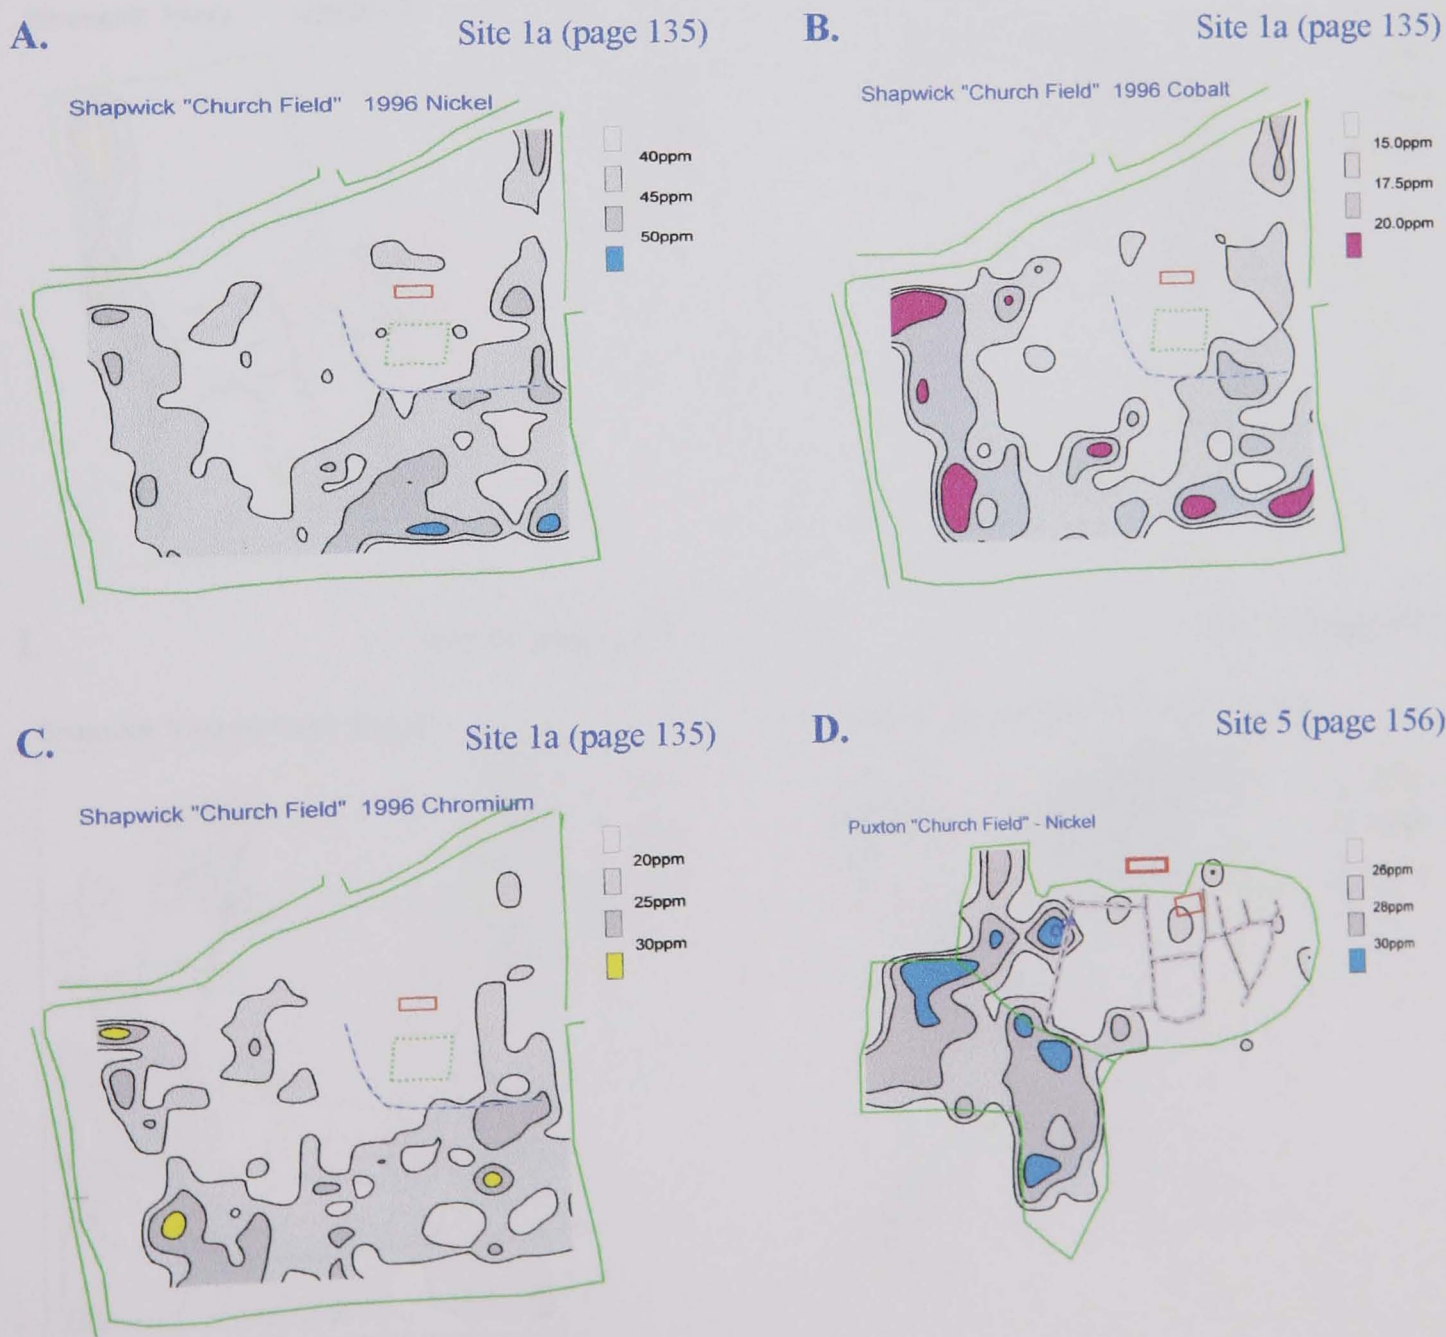 A.
Site 1a (page 135)
Shapwick "Church Field" 1996 Nickel
40ppm
45ppm
50ppm
B.
Site 1a (page 135)
Shapwick "Church Field" 1996 Cobalt
15.0ppm
17.5ppm
20.0ppm
C.
Site 1a (page 135)
Shapwick "Church Field" 1996 Chromium
20ppm
25ppm
30ppm
D.
Site 5 (page 156)
Puxton "Church Field" - Nickel
26ppm
28ppm
30ppm